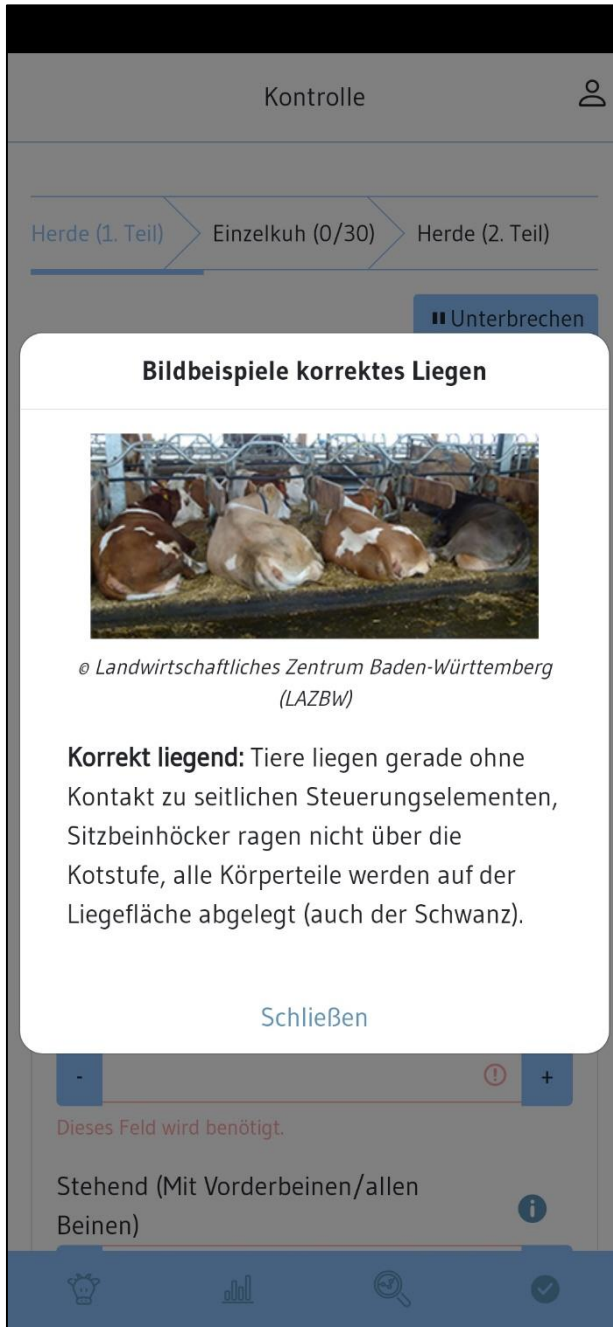 Kontrolle
Herde (1. Teil)
Einzelkuh (0/30)
Herde (2. Teil)
Unterbrechen
Bildbeispiele korrektes Liegen
© Landwirtschaftliches Zentrum Baden-Württemberg
(LAZBW)
Korrekt liegend: Tiere liegen gerade ohne
Kontakt zu seitlichen Steuerungselementen,
Sitzbeinhöcker ragen nicht über die
Kotstufe, alle Körperteile werden auf der
Liegefläche abgelegt (auch der Schwanz).
Schließen
- +
Dieses Feld wird benötigt.
Stehend (Mit Vorderbeinen/allen
Beinen)